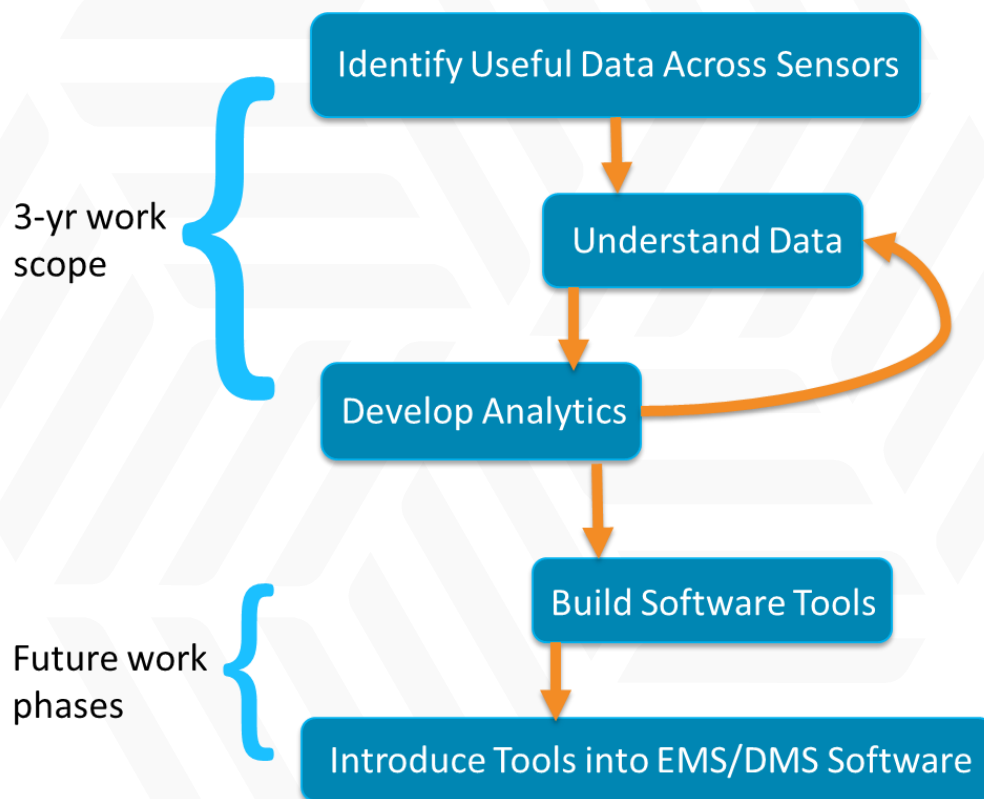 Identify Useful Data Across Sensors
3-yr work
scope
Understand Data
Develop Analytics
Build Software Tools
Future work
phases
Introduce Tools into EMS/DMS Software